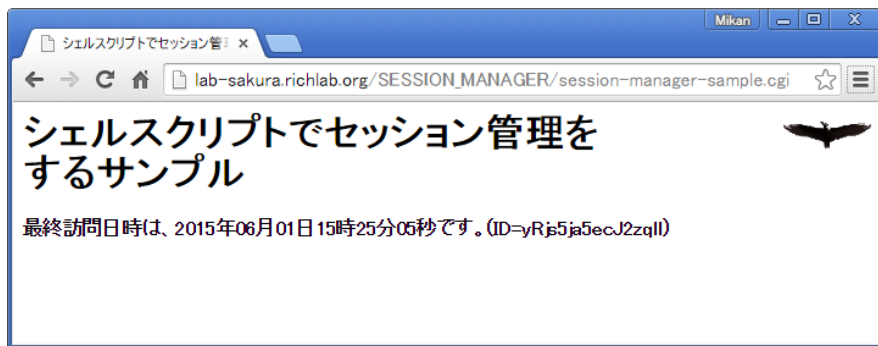 Mikan
シェルスクリプトでセッション管
lab-sakura.richlab.org/SESSION_MANAGER/session-manager-sample.cgi
シェルスクリプトでセッション管理を
するサンプル
最終訪問日時は、2015年06月01日15時25分05秒です。(ID=yRjs5ja5ecJ2zqII)